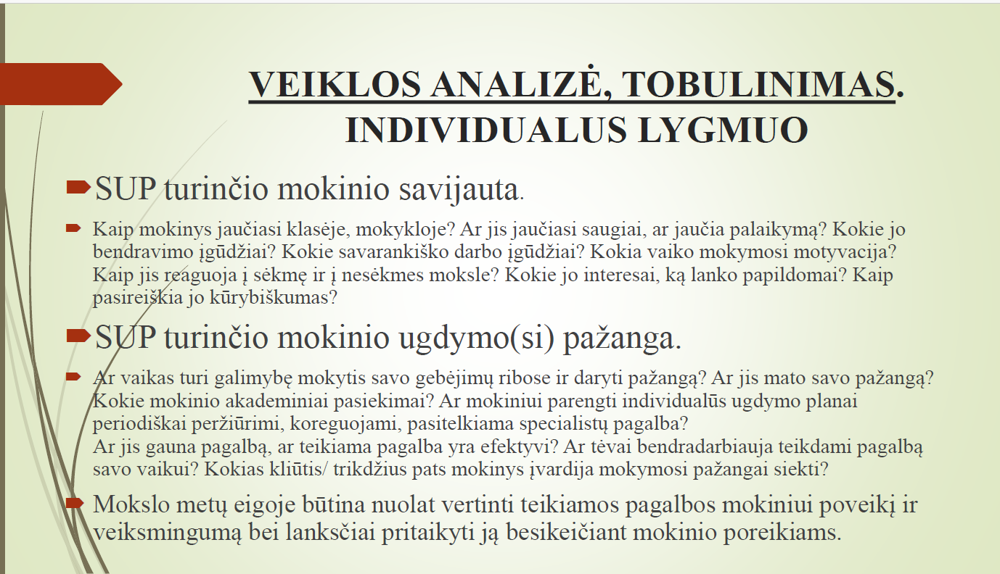 VEIKLOS ANALIZĖ, TOBULINIMAS.
INDIVIDUALUS LYGMUO
SUP turinčio mokinio savijauta.
Kaip mokinys jaučiasi klasėje, mokykloje? Ar jis jaučiasi saugiai, ar jaučia palaikymą? Kokie jo
bendravimo įgūdžiai? Kokie savarankiško darbo įgūdžiai? Kokia vaiko mokymosi motyvacija?
Kaip jis reaguoja į sėkmę ir į nesėkmes moksle? Kokie jo interesai, ką lanko papildomai? Kaip
pasireiškia jo kūrybiškumas?
SUP turinčio mokinio ugdymo(si) pažanga.
Ar vaikas turi galimybę mokytis savo gebėjimų ribose ir daryti pažangą? Ar jis mato savo pažangą?
Kokie mokinio akademiniai pasiekimai? Ar mokiniui parengti individualūs ugdymo planai
periodiškai peržiūrimi, koreguojami, pasitelkiama specialistų pagalba?
Ar jis gauna pagalbą, ar teikiama pagalba yra efektyvi? Ar tėvai bendradarbiauja teikdami pagalbą
savo vaikui? Kokias kliūtis/ trikdžius pats mokinys įvardija mokymosi pažangai siekti?
Mokslo metų eigoje būtina nuolat vertinti teikiamos pagalbos mokiniui poveikį ir
veiksmingumą bei lanksčiai pritaikyti ją besikeičiant mokinio poreikiams.